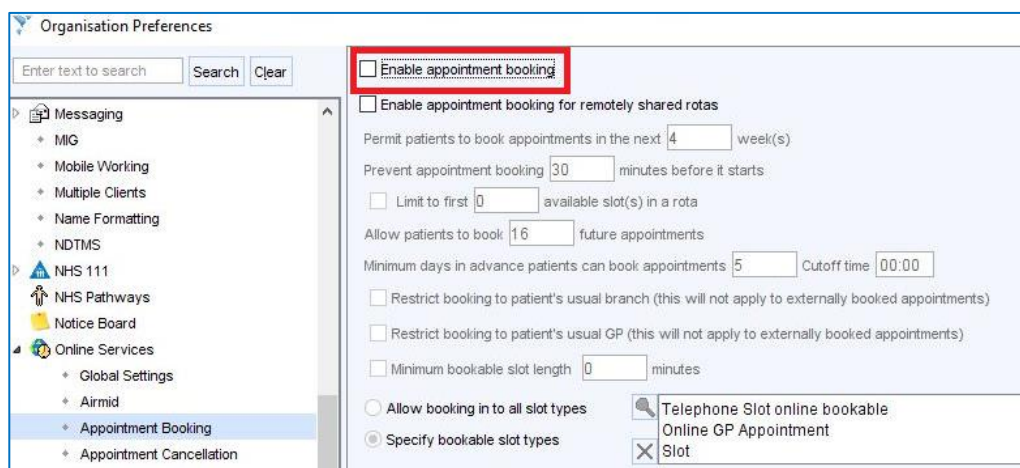 Organisation Preferences
Enter text to search Search Clear
Messaging
MIG
Mobile Working
Multiple Clients
Name Formatting
NDTMS
NHS 111
NHS Pathways
Notice Board
Online Services
Global Settings
Airmid
Appointment Booking
Appointment Cancellation
Enable appointment booking
Enable appointment booking for remotely shared rotas
Permit patients to book appointments in the next 4 week(s)
Prevent appointment booking 30 minutes before it starts
Limit to first 0 available slot(s) in a rota
Allow patients to book 16 future appointments
Minimum days in advance patients can book appointments 5 Cutoff time 00:00
Restrict booking to patient's usual branch (this will not apply to externally booked appointments)
Restrict booking to patient's usual GP (this will not apply to externally booked appointments)
Minimum bookable slot length 0 minutes
Allow booking in to all slot types
Specify bookable slot types
Telephone Slot online bookable
Online GP Appointment
Slot